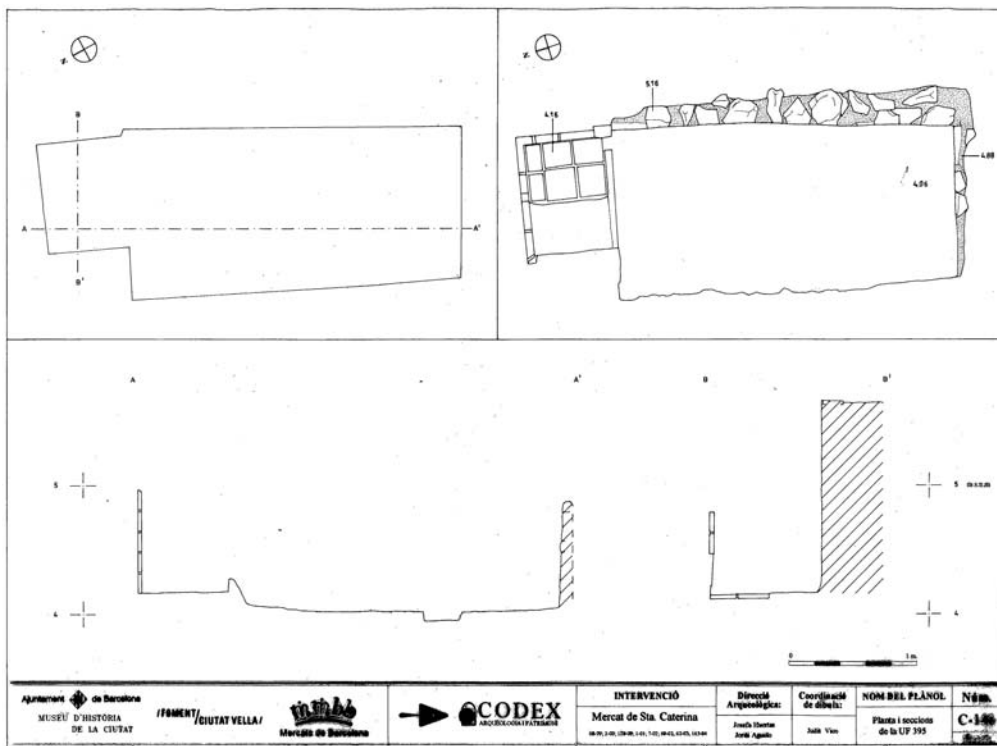 N.
N.
B
A
A'
B'
5.16
4.16
4.88
4.06
A
A'
B
B'
5
5 m s.n.m
4
4
0
1 m.
Ajuntament de Barcelona
MUSEU D'HISTÒRIA
DE LA CIUTAT
/FOMENT/CIUTAT VELLA/
Mercats de Barcelona
CODEX
ARQUEOLOGIA I PATRIMONI
INTERVENCIÓ
Mercat de Sta. Caterina
Direcció
Arqueològica:
Josefa Huertas
Jordi Aguelo
Coordinació
de dibuix:
Judit Vico
NOM DEL PLÀNOL
Planta i seccions
de la UF 395
Núm.